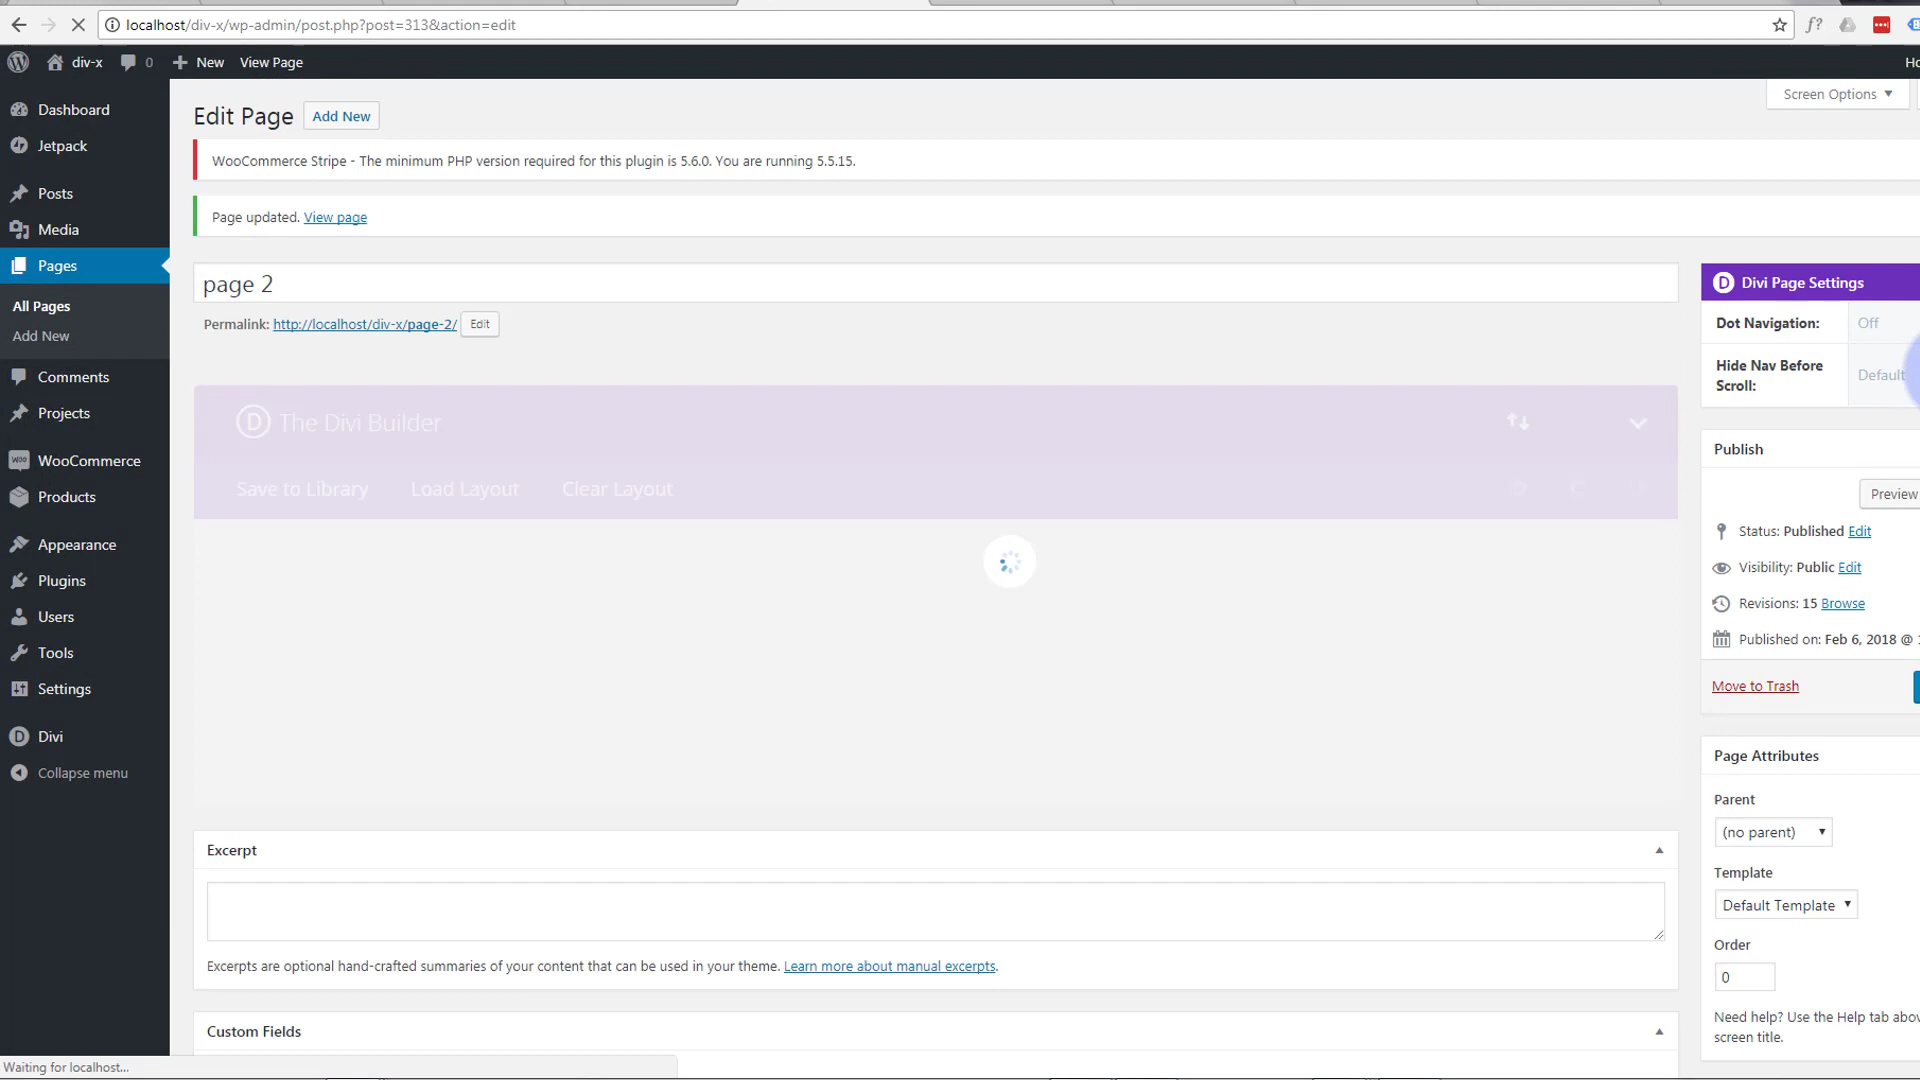 localhost/div-x/wp-admin/post.php?post=313&action=edit
div-x
0
New
View Page
Dashboard
Jetpack
Posts
Media
Pages
All Pages
Add New
Comments
Projects
WooCommerce
Products
Appearance
Plugins
Users
Tools
Settings
Divi
Collapse menu
Screen Options
Edit Page
Add New
WooCommerce Stripe - The minimum PHP version required for this plugin is 5.6.0. You are running 5.5.15.
Page updated. View page
page 2
Permalink: http://localhost/div-x/page-2/ Edit
The Divi Builder
Save to Library
Load Layout
Clear Layout
Excerpt
Excerpts are optional hand-crafted summaries of your content that can be used in your theme. Learn more about manual excerpts.
Custom Fields
Divi Page Settings
Dot Navigation:
Off
Hide Nav Before
Scroll:
Default
Publish
Preview
Status: Published Edit
Visibility: Public Edit
Revisions: 15 Browse
Published on: Feb 6, 2018 @
Move to Trash
Page Attributes
Parent
(no parent)
Template
Default Template
Order
0
Need help? Use the Help tab
screen title.
Waiting for localhost...